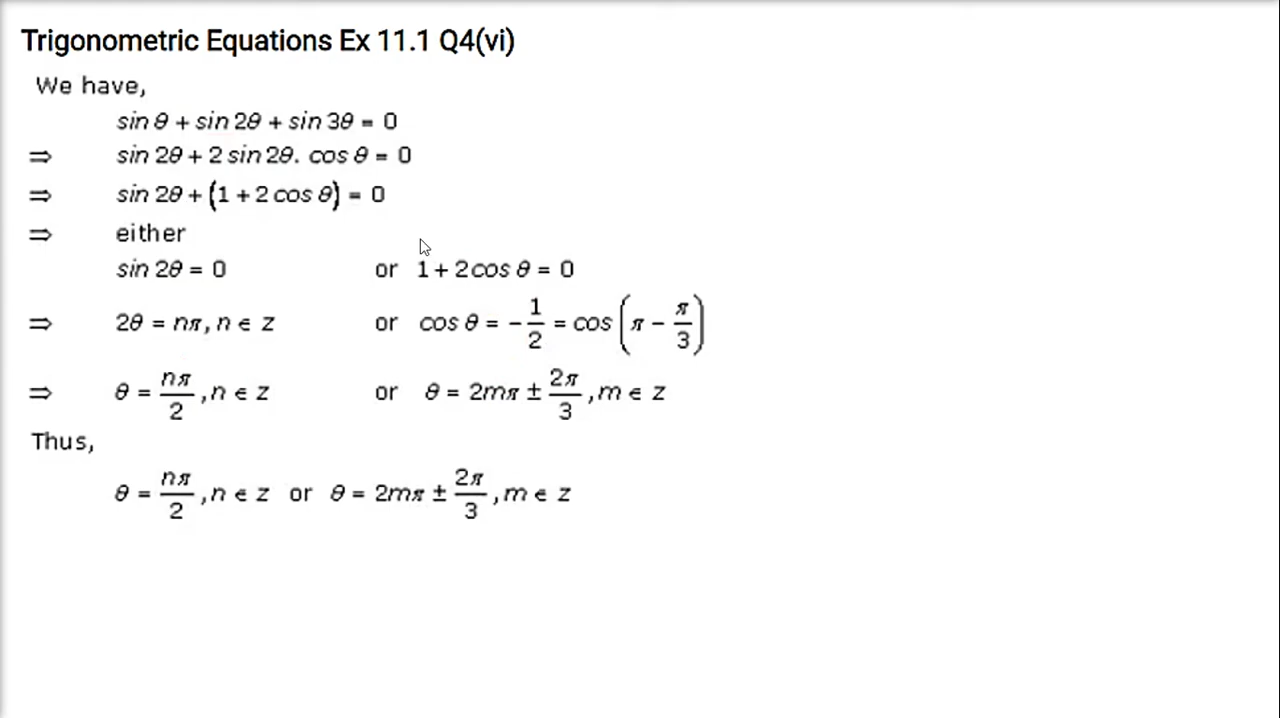 Trigonometric Equations Ex 11.1 Q4(vi)
We have,
sin θ + sin 2θ + sin 3θ = 0
⇒ sin 2θ + 2 sin 2θ. cos θ = 0
⇒ sin 2θ + (1 + 2 cos θ) = 0
⇒ either
sin 2θ = 0 or 1 + 2cos θ = 0
⇒ 2θ = nπ, n ∈ z or cos θ = -1/2 = cos (π - π/3)
⇒ θ = nπ/2 ,n ∈ z or θ = 2mπ ± 2π/3 ,m ∈ z
Thus,
θ = nπ/2 ,n ∈ z or θ = 2mπ ± 2π/3 ,m ∈ z